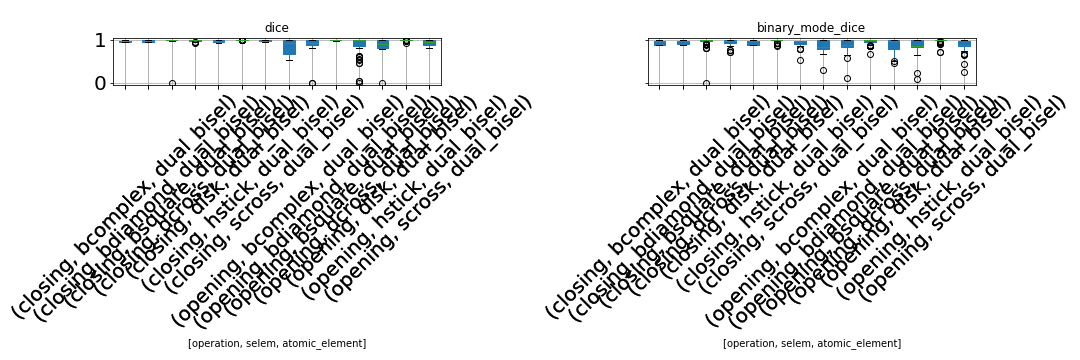 dice
1
0
(closing, bcomplex, dual_bisel)
(closing, bdiamond, dual_bisel)
(closing, bsquare, dual_bisel)
(closing, dcross, dual_bisel)
(closing, disk, dual_bisel)
(closing, hstick, dual_bisel)
(closing, scross, dual_bisel)
(opening, bcomplex, dual_bisel)
(opening, bdiamond, dual_bisel)
(opening, bsquare, dual_bisel)
(opening, dcross, dual_bisel)
(opening, disk, dual_bisel)
(opening, hstick, dual_bisel)
(opening, scross, dual_bisel)
[operation, selem, atomic_element]
binary_mode_dice
(closing, bcomplex, dual_bisel)
(closing, bdiamond, dual_bisel)
(closing, bsquare, dual_bisel)
(closing, dcross, dual_bisel)
(closing, disk, dual_bisel)
(closing, hstick, dual_bisel)
(closing, scross, dual_bisel)
(opening, bcomplex, dual_bisel)
(opening, bdiamond, dual_bisel)
(opening, bsquare, dual_bisel)
(opening, dcross, dual_bisel)
(opening, disk, dual_bisel)
(opening, hstick, dual_bisel)
(opening, scross, dual_bisel)
[operation, selem, atomic_element]